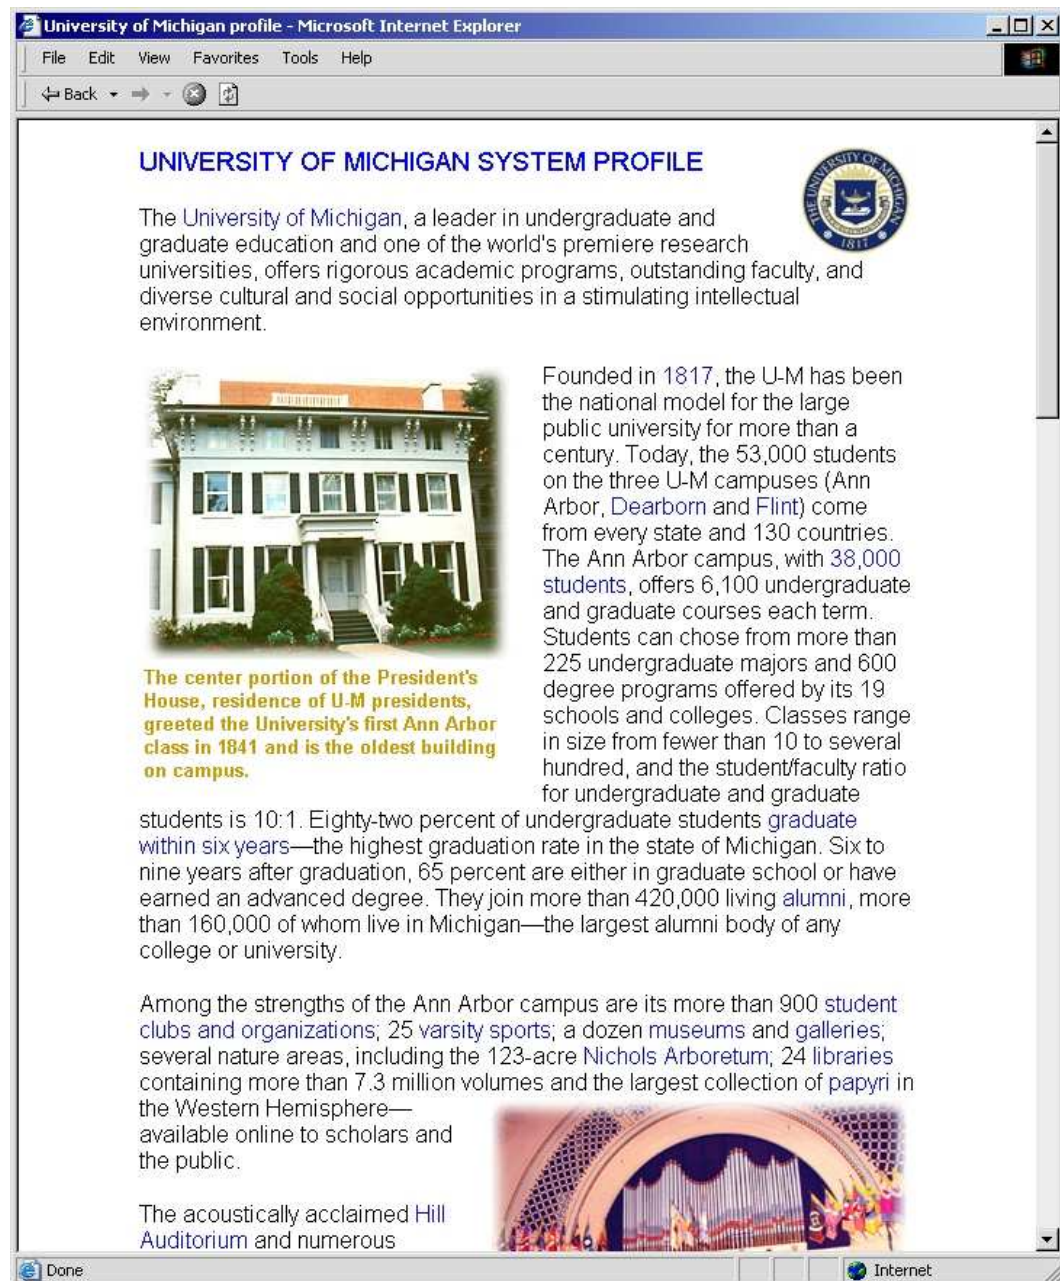 University of Michigan profile - Microsoft Internet Explorer
File Edit View Favorites Tools Help
Back
UNIVERSITY OF MICHIGAN SYSTEM PROFILE
THE UNIVERSITY OF MICHIGAN
1817
The University of Michigan, a leader in undergraduate and
graduate education and one of the world's premiere research
universities, offers rigorous academic programs, outstanding faculty, and
diverse cultural and social opportunities in a stimulating intellectual
environment.
Founded in 1817, the U-M has been
the national model for the large
public university for more than a
century. Today, the 53,000 students
on the three U-M campuses (Ann
Arbor, Dearborn and Flint) come
from every state and 130 countries.
The Ann Arbor campus, with 38,000
students, offers 6,100 undergraduate
and graduate courses each term.
Students can chose from more than
225 undergraduate majors and 600
degree programs offered by its 19
schools and colleges. Classes range
in size from fewer than 10 to several
hundred, and the student/faculty ratio
for undergraduate and graduate
The center portion of the President's
House, residence of U-M presidents,
greeted the University's first Ann Arbor
class in 1841 and is the oldest building
on campus.
students is 10:1. Eighty-two percent of undergraduate students graduate
within six years—the highest graduation rate in the state of Michigan. Six to
nine years after graduation, 65 percent are either in graduate school or have
earned an advanced degree. They join more than 420,000 living alumni, more
than 160,000 of whom live in Michigan—the largest alumni body of any
college or university.
Among the strengths of the Ann Arbor campus are its more than 900 student
clubs and organizations; 25 varsity sports; a dozen museums and galleries;
several nature areas, including the 123-acre Nichols Arboretum; 24 libraries
containing more than 7.3 million volumes and the largest collection of papyri in
the Western Hemisphere—
available online to scholars and
the public.
The acoustically acclaimed Hill
Auditorium and numerous
Done
Internet